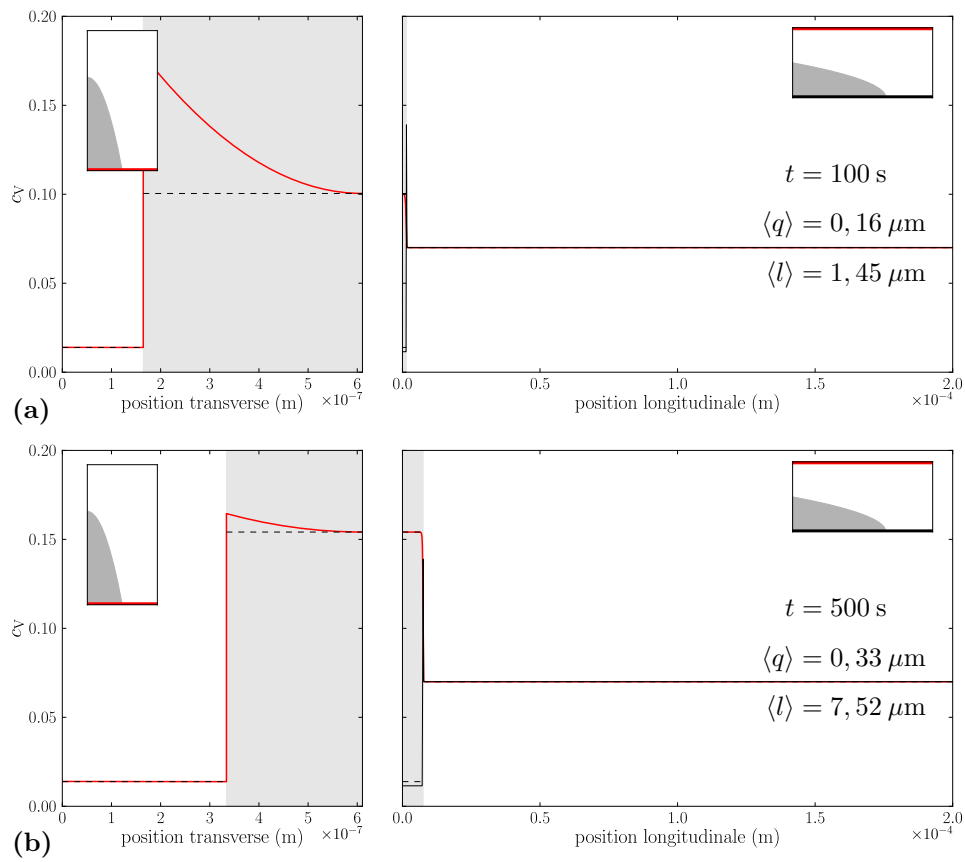 0.20
0.15
0.10
0.05
0.00
c_V
0 1 2 3 4 5 6
×10⁻⁷
position transverse (m)
(a)
t = 100 s
⟨q⟩ = 0, 16 μm
⟨l⟩ = 1, 45 μm
0.0 0.5 1.0 1.5 2.0
×10⁻⁴
position longitudinale (m)
0.20
0.15
0.10
0.05
0.00
c_V
0 1 2 3 4 5 6
×10⁻⁷
position transverse (m)
(b)
t = 500 s
⟨q⟩ = 0, 33 μm
⟨l⟩ = 7, 52 μm
0.0 0.5 1.0 1.5 2.0
×10⁻⁴
position longitudinale (m)